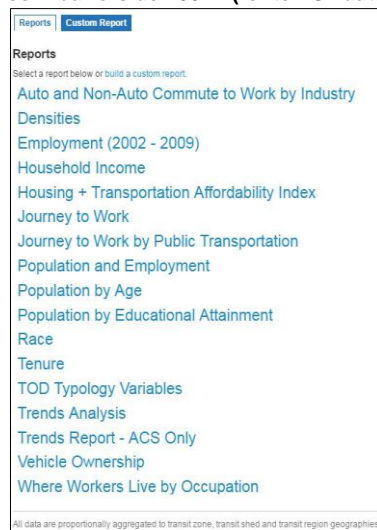 Reports Custom Report
Reports
Select a report below or build a custom report.
Auto and Non-Auto Commute to Work by Industry
Densities
Employment (2002 - 2009)
Household Income
Housing + Transportation Affordability Index
Journey to Work
Journey to Work by Public Transportation
Population and Employment
Population by Age
Population by Educational Attainment
Race
Tenure
TOD Typology Variables
Trends Analysis
Trends Report - ACS Only
Vehicle Ownership
Where Workers Live by Occupation
All data are proportionally aggregated to transit zone, transit shed and transit region geographies